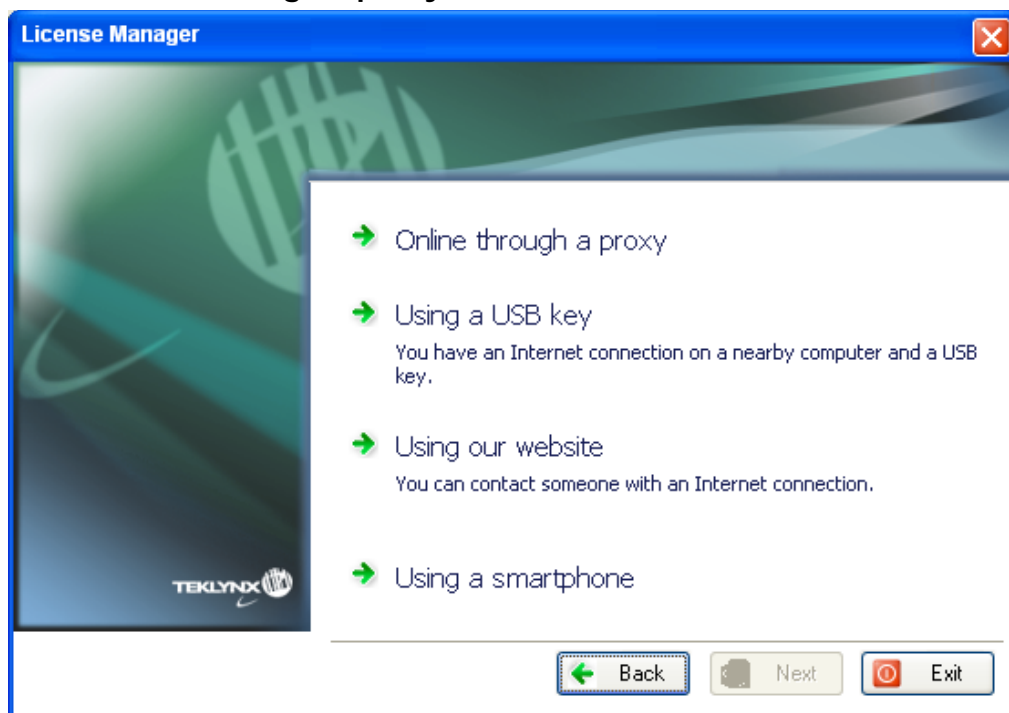 License Manager
Online through a proxy
Using a USB key
You have an Internet connection on a nearby computer and a USB
key.
Using our website
You can contact someone with an Internet connection.
Using a smartphone
TEKLYNX
Back Next Exit